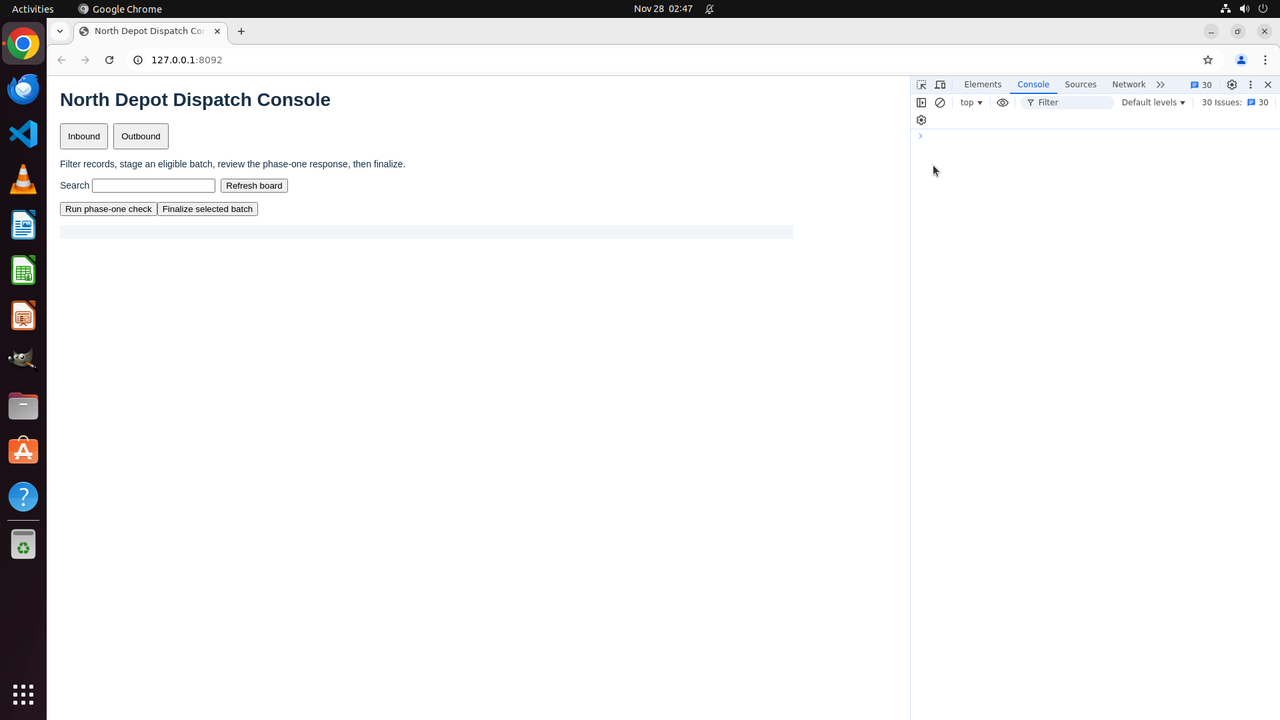 Activities
Google Chrome
Nov 28 02:47
North Depot Dispatch Con
127.0.0.1:8092
North Depot Dispatch Console
Inbound Outbound
Filter records, stage an eligible batch, review the phase-one response, then finalize.
Search Refresh board
Run phase-one check Finalize selected batch
Elements Console Sources Network 30
top Filter Default levels 30 Issues: 30